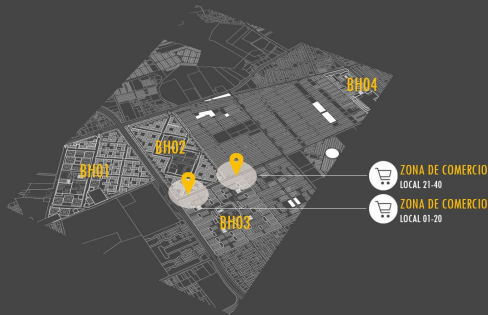 BH04
BH02
BH01
ZONA DE COMERCIO
LOCAL 21-40
ZONA DE COMERCIO
LOCAL 01-20
BH03